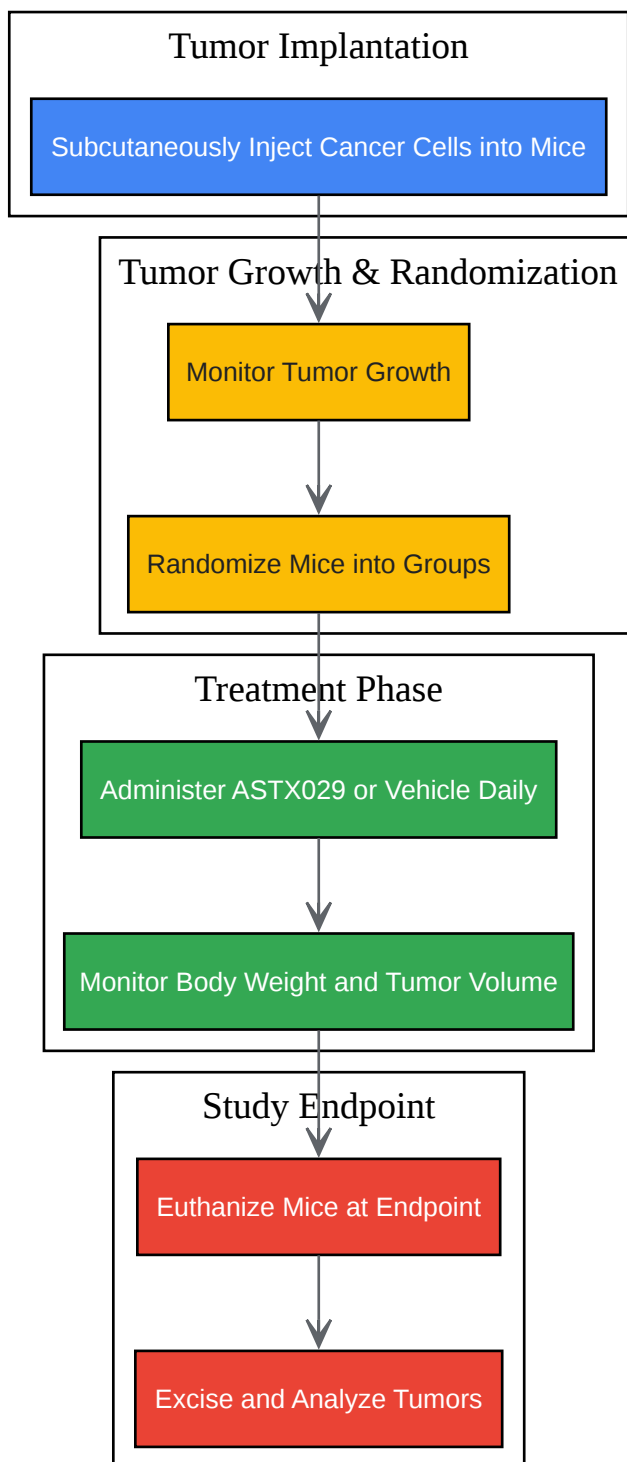 Tumor Implantation
Subcutaneously Inject Cancer Cells into Mice
Tumor Growth & Randomization
Monitor Tumor Growth
Randomize Mice into Groups
Treatment Phase
Administer ASTX029 or Vehicle Daily
Monitor Body Weight and Tumor Volume
Study Endpoint
Euthanize Mice at Endpoint
Excise and Analyze Tumors